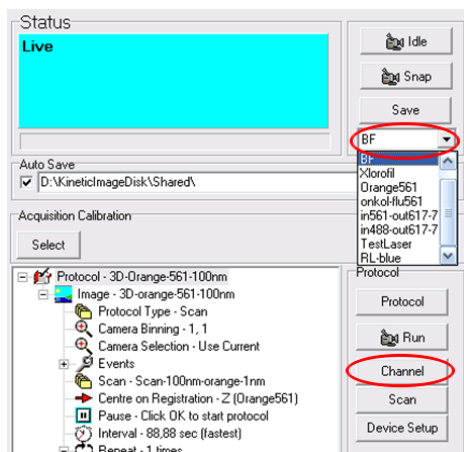 Status
Live
Idle
Snap
Save
BF
BF
Xlorofil
Orange561
onkol-flu561
in561-out617-7
in488-out617-7
TestLaser
RL-blue
Auto Save
D:\KineticImageDisk\Shared\
Acquisition Calibration
Select
Protocol - 3D-Orange-561-100nm
Image - 3D-orange-561-100nm
Protocol Type - Scan
Camera Binning - 1, 1
Camera Selection - Use Current
Events
Scan - Scan-100nm-orange-1nm
Centre on Registration - Z (Orange561)
Pause - Click OK to start protocol
Interval - 88,88 sec (fastest)
Repeat - 1 times
Protocol
Protocol
Run
Channel
Scan
Device Setup